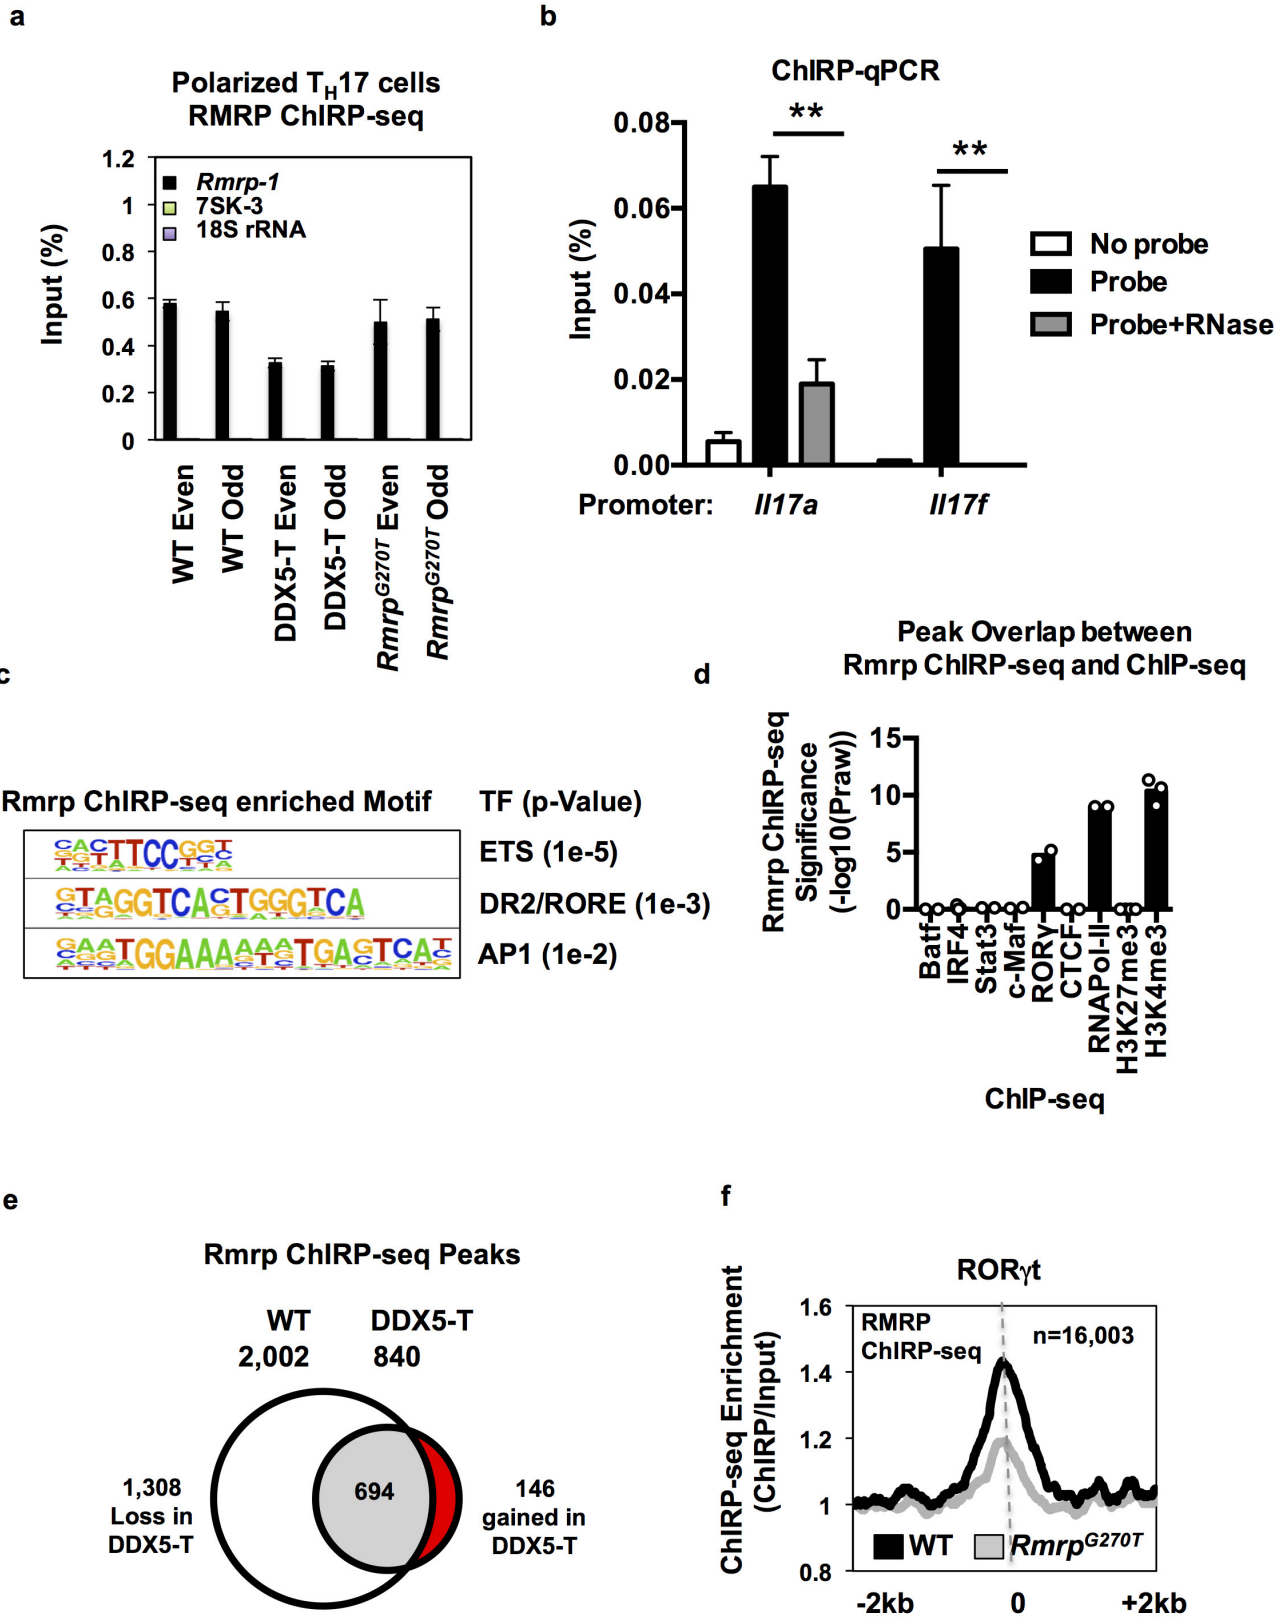 a
Polarized TH17 cells
RMRP ChIRP-seq
1.2
1
0.8
0.6
0.4
0.2
0
Input (%)
Rmrp-1
7SK-3
18S rRNA
WT Even
WT Odd
DDX5-T Even
DDX5-T Odd
RmrpG270T Even
RmrpG270T Odd
b
ChIRP-qPCR
**
**
0.08
0.06
0.04
0.02
0.00
Input (%)
No probe
Probe
Probe+RNase
Promoter: Il17a Il17f
c
Rmrp ChIRP-seq enriched Motif TF (p-Value)
ETS (1e-5)
DR2/RORE (1e-3)
AP1 (1e-2)
d
Peak Overlap between
Rmrp ChIRP-seq and ChIP-seq
Rmrp ChIRP-seq
Significance
(-log10(Praw))
15
10
5
0
Batf
IRF4
Stat3
c-Maf
RORγ
CTCF
RNAPol-II
H3K27me3
H3K4me3
ChIP-seq
e
Rmrp ChIRP-seq Peaks
WT DDX5-T
2,002 840
1,308
Loss in
DDX5-T
694
146
gained in
DDX5-T
f
RORγt
ChIRP-seq Enrichment
(ChIRP/Input)
1.6
1.4
1.2
1
0.8
RMRP
ChIRP-seq
n=16,003
WT RmrpG270T
-2kb 0 +2kb